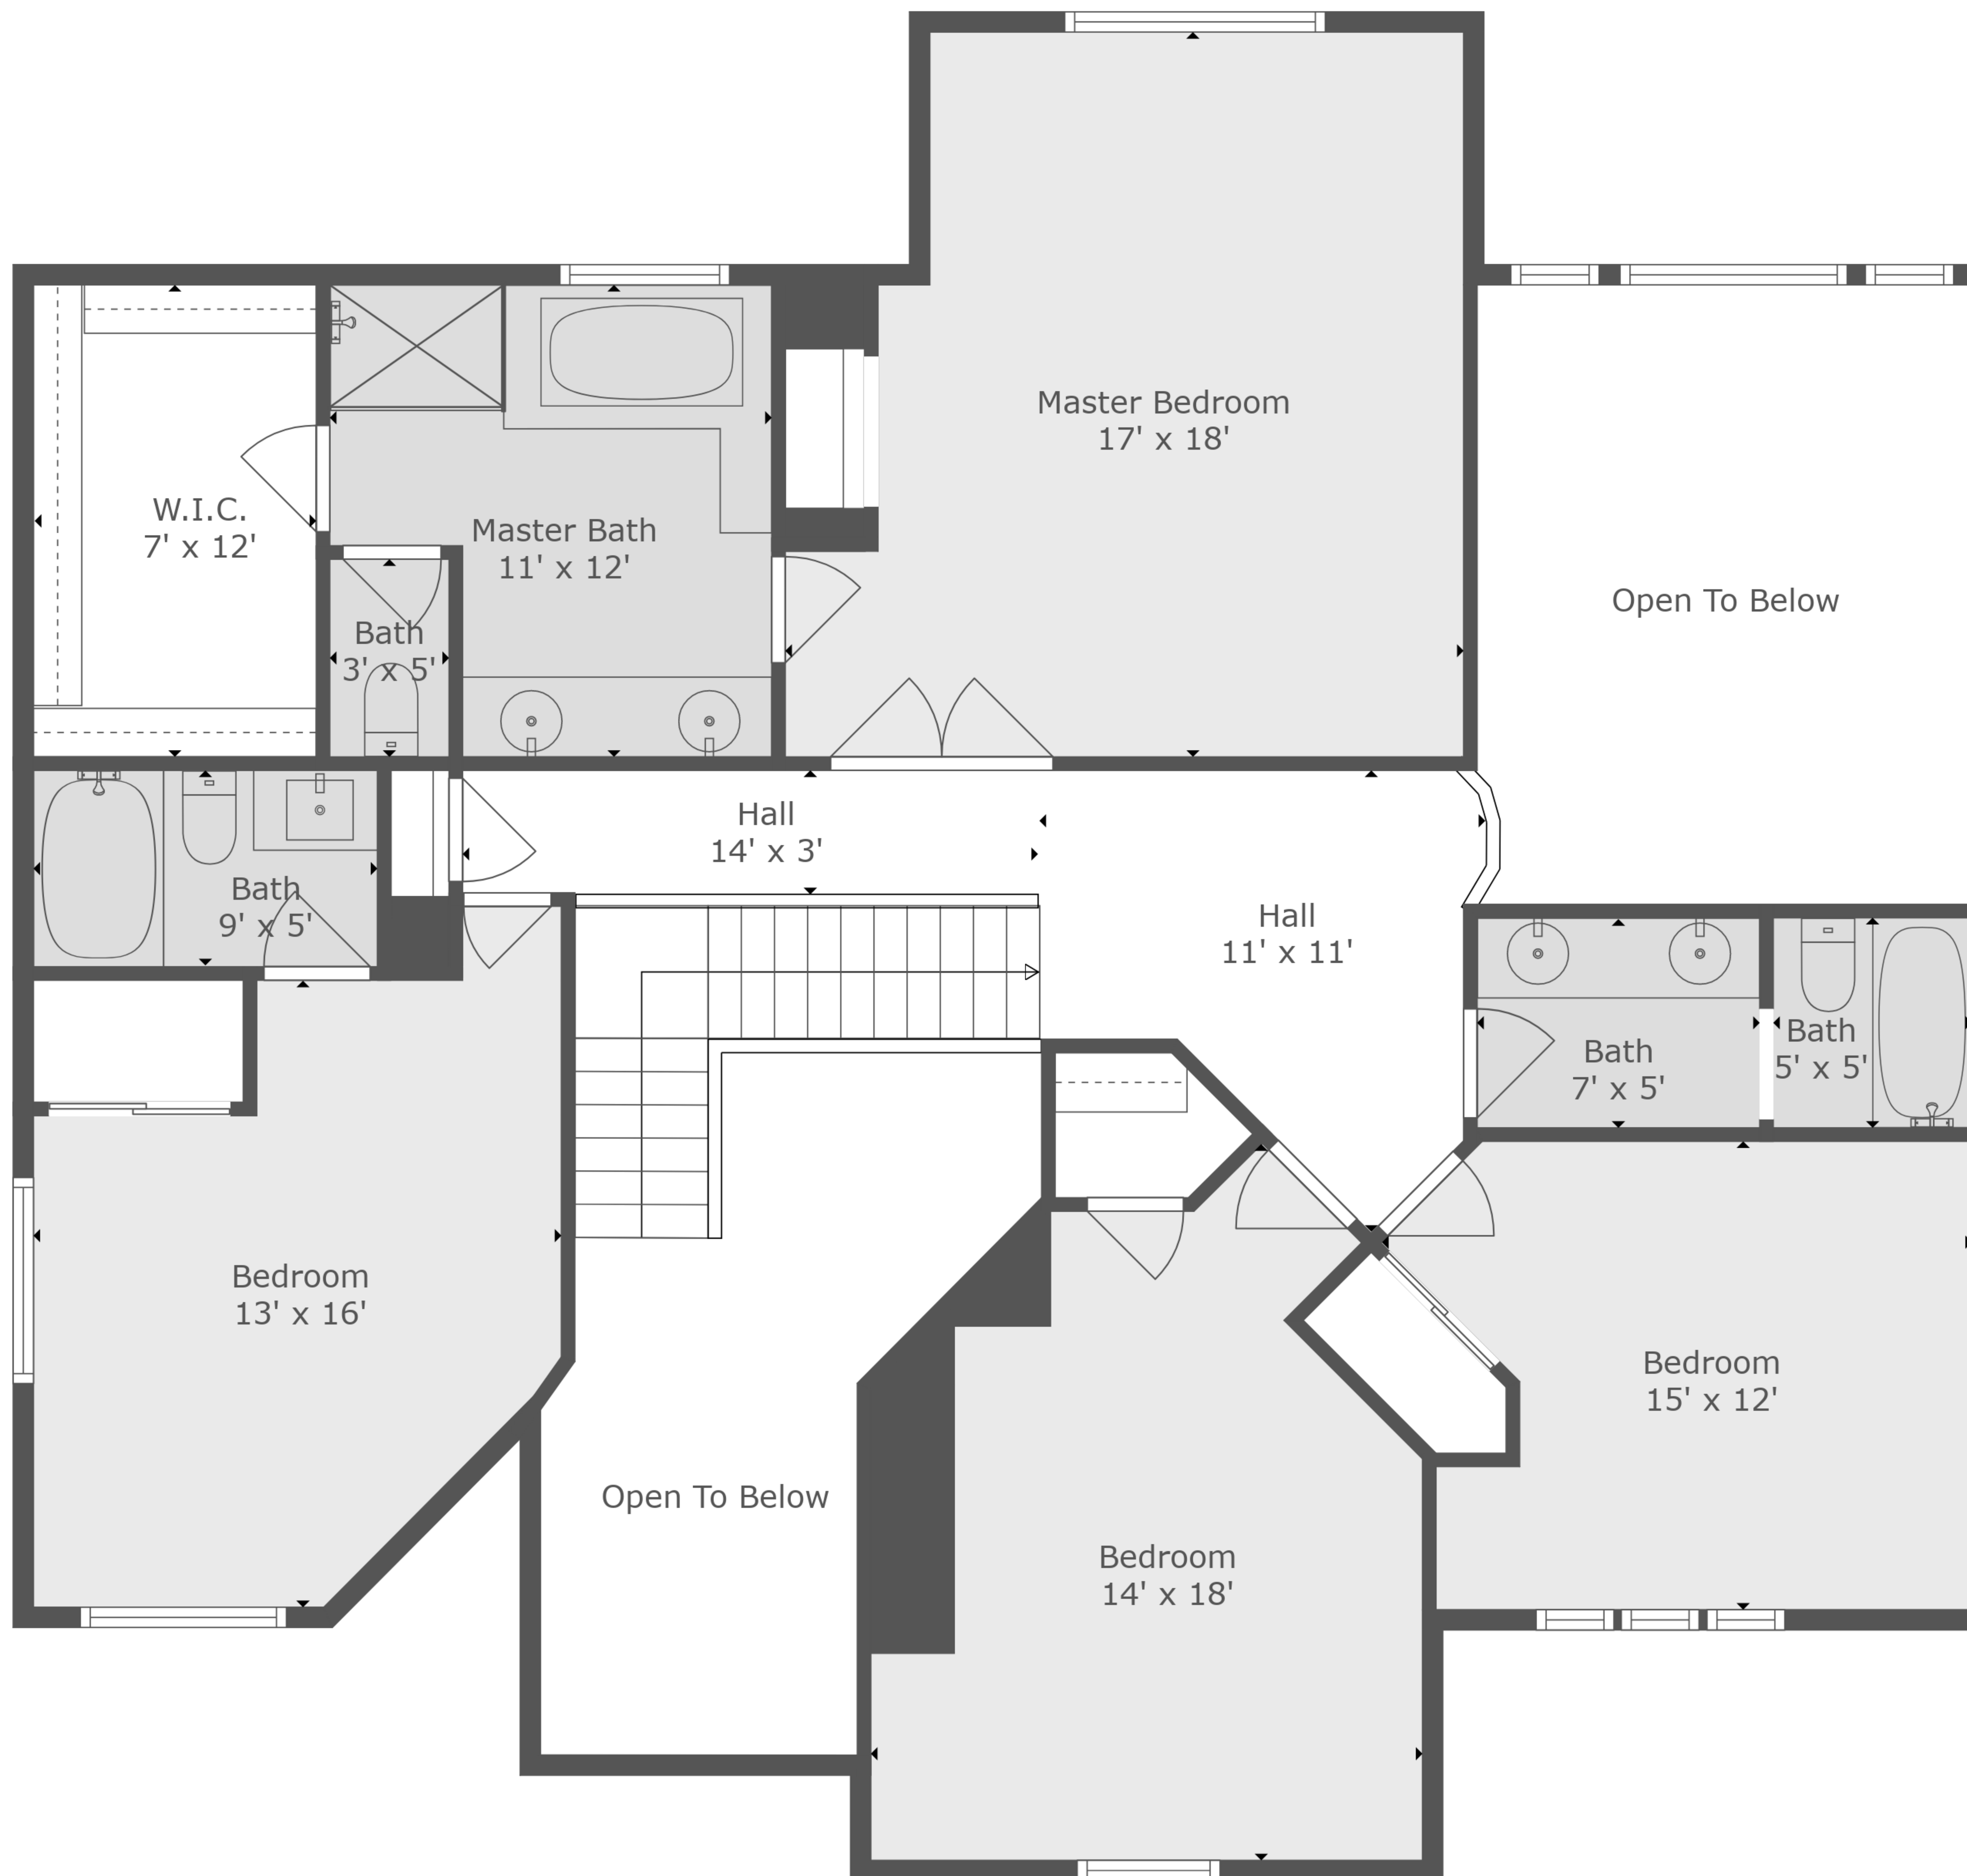 Master Bedroom
17' x 18'
W.I.C.
7' x 12'
Master Bath
11' x 12'
Open To Below
Bath
3' x 5'
Hall
14' x 3'
Bath
9' x 5'
Hall
11' x 11'
Bath
7' x 5'
Bath
5' x 5'
Bedroom
13' x 16'
Bedroom
15' x 12'
Open To Below
Bedroom
14' x 18'